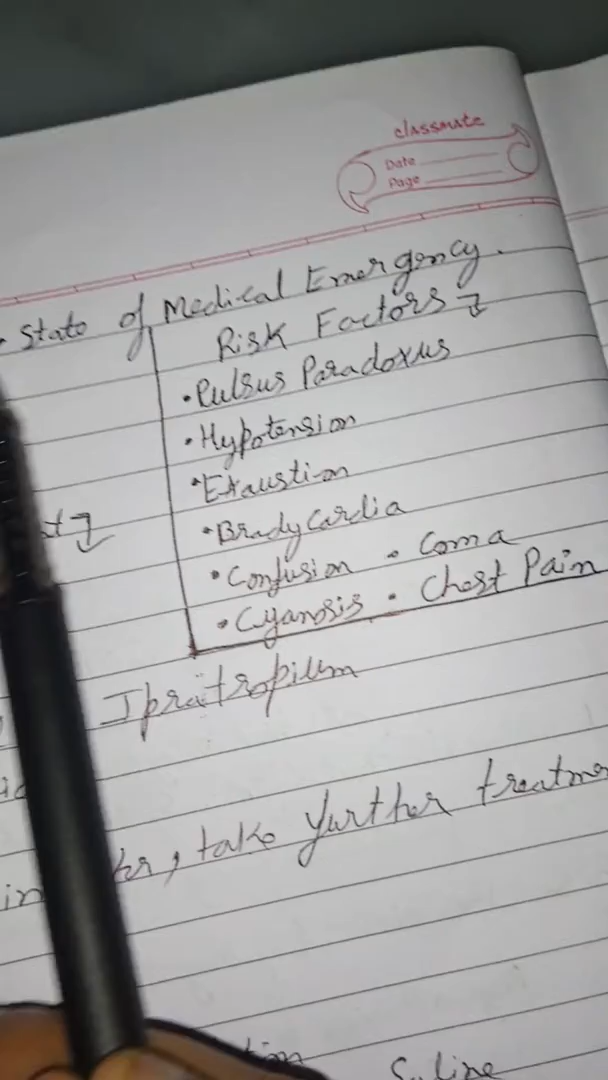 classmate
Date
Page
State of Medical Emergency.
Risk Factors
• Pulsus Paradoxus
• Hypotension
• Exaustion
• Bradycardia
• Confusion • Coma
• Cyanosis • Chest Pain
Ipratropium
take further